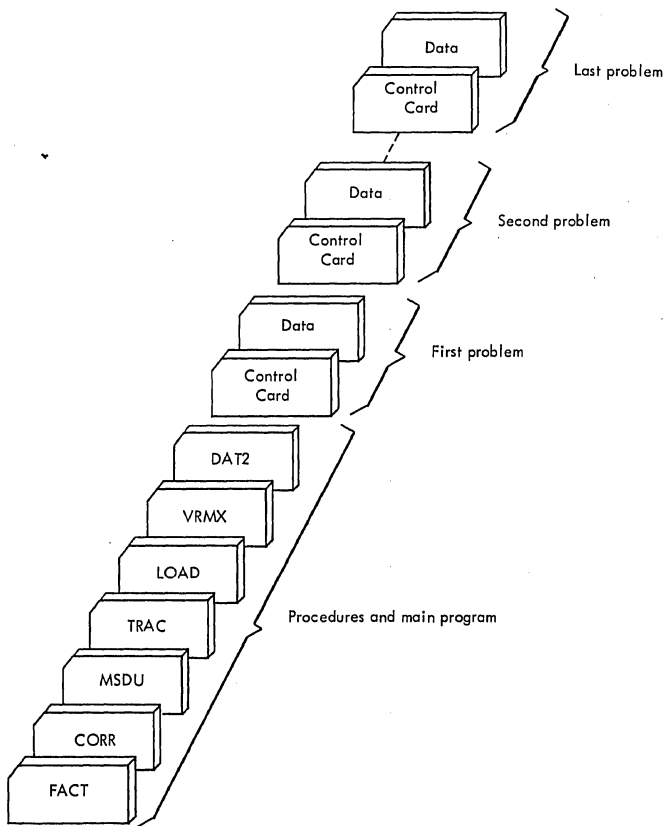 Data
Control
Card
Last problem
Data
Control
Card
Second problem
Data
Control
Card
First problem
DAT2
VRMX
LOAD
TRAC
MSDU
CORR
FACT
Procedures and main program